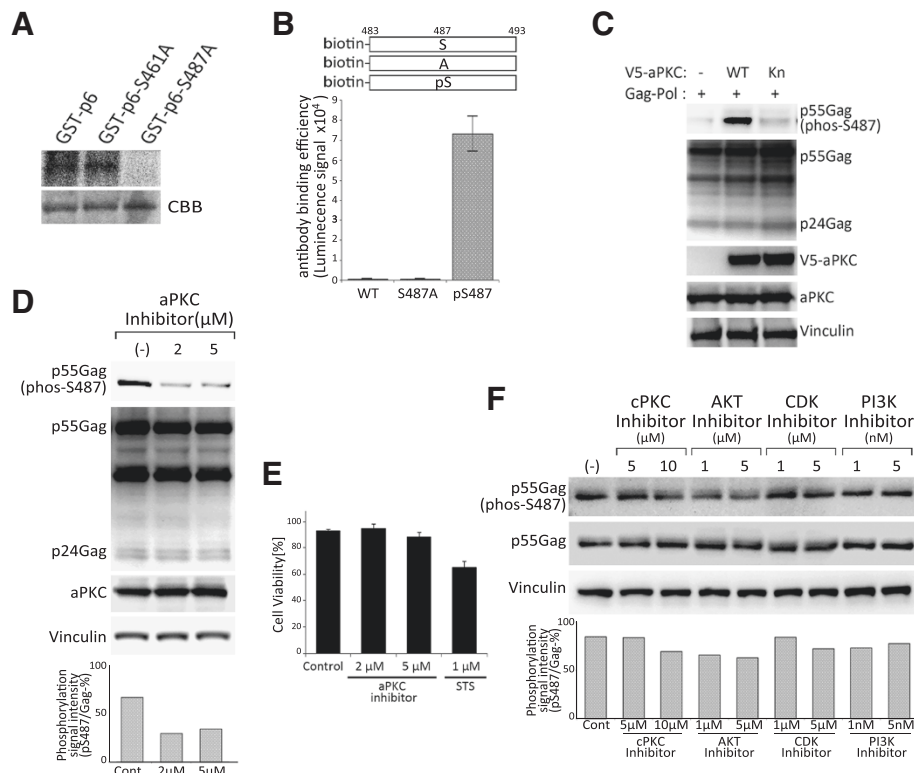 A
GST-p6
GST-p6-S461A
GST-p6-S487A
CBB
B
483 487 493
biotin- S
biotin- A
biotin- pS
antibody binding efficiency
(Luminecence signal x10⁴)
9
8
7
6
5
4
3
2
1
0
WT S487A pS487
C
V5-aPKC: - WT Kn
Gag-Pol : + + +
p55Gag
(phos-S487)
p55Gag
p24Gag
V5-aPKC
aPKC
Vinculin
D
aPKC
Inhibitor(μM)
(-) 2 5
p55Gag
(phos-S487)
p55Gag
p24Gag
aPKC
Vinculin
Phosphorylation
signal intensity
(pS487/Gag-%)
100
50
0
Cont 2μM 5μM
E
Cell Viability[%]
100
80
60
40
20
0
Control 2 μM 5 μM 1 μM
aPKC
inhibitor
STS
F
cPKC
Inhibitor
(μM)
AKT
Inhibitor
(μM)
CDK
Inhibitor
(μM)
PI3K
Inhibitor
(nM)
(-) 5 10 1 5 1 5 1 5
p55Gag
(phos-S487)
p55Gag
Vinculin
Phosphorylation
signal intensity
(pS487/Gag-%)
100
50
0
Cont 5μM 10μM 1μM 5μM 1μM 5μM 1nM 5nM
cPKC
Inhibitor
AKT
Inhibitor
CDK
Inhibitor
PI3K
Inhibitor